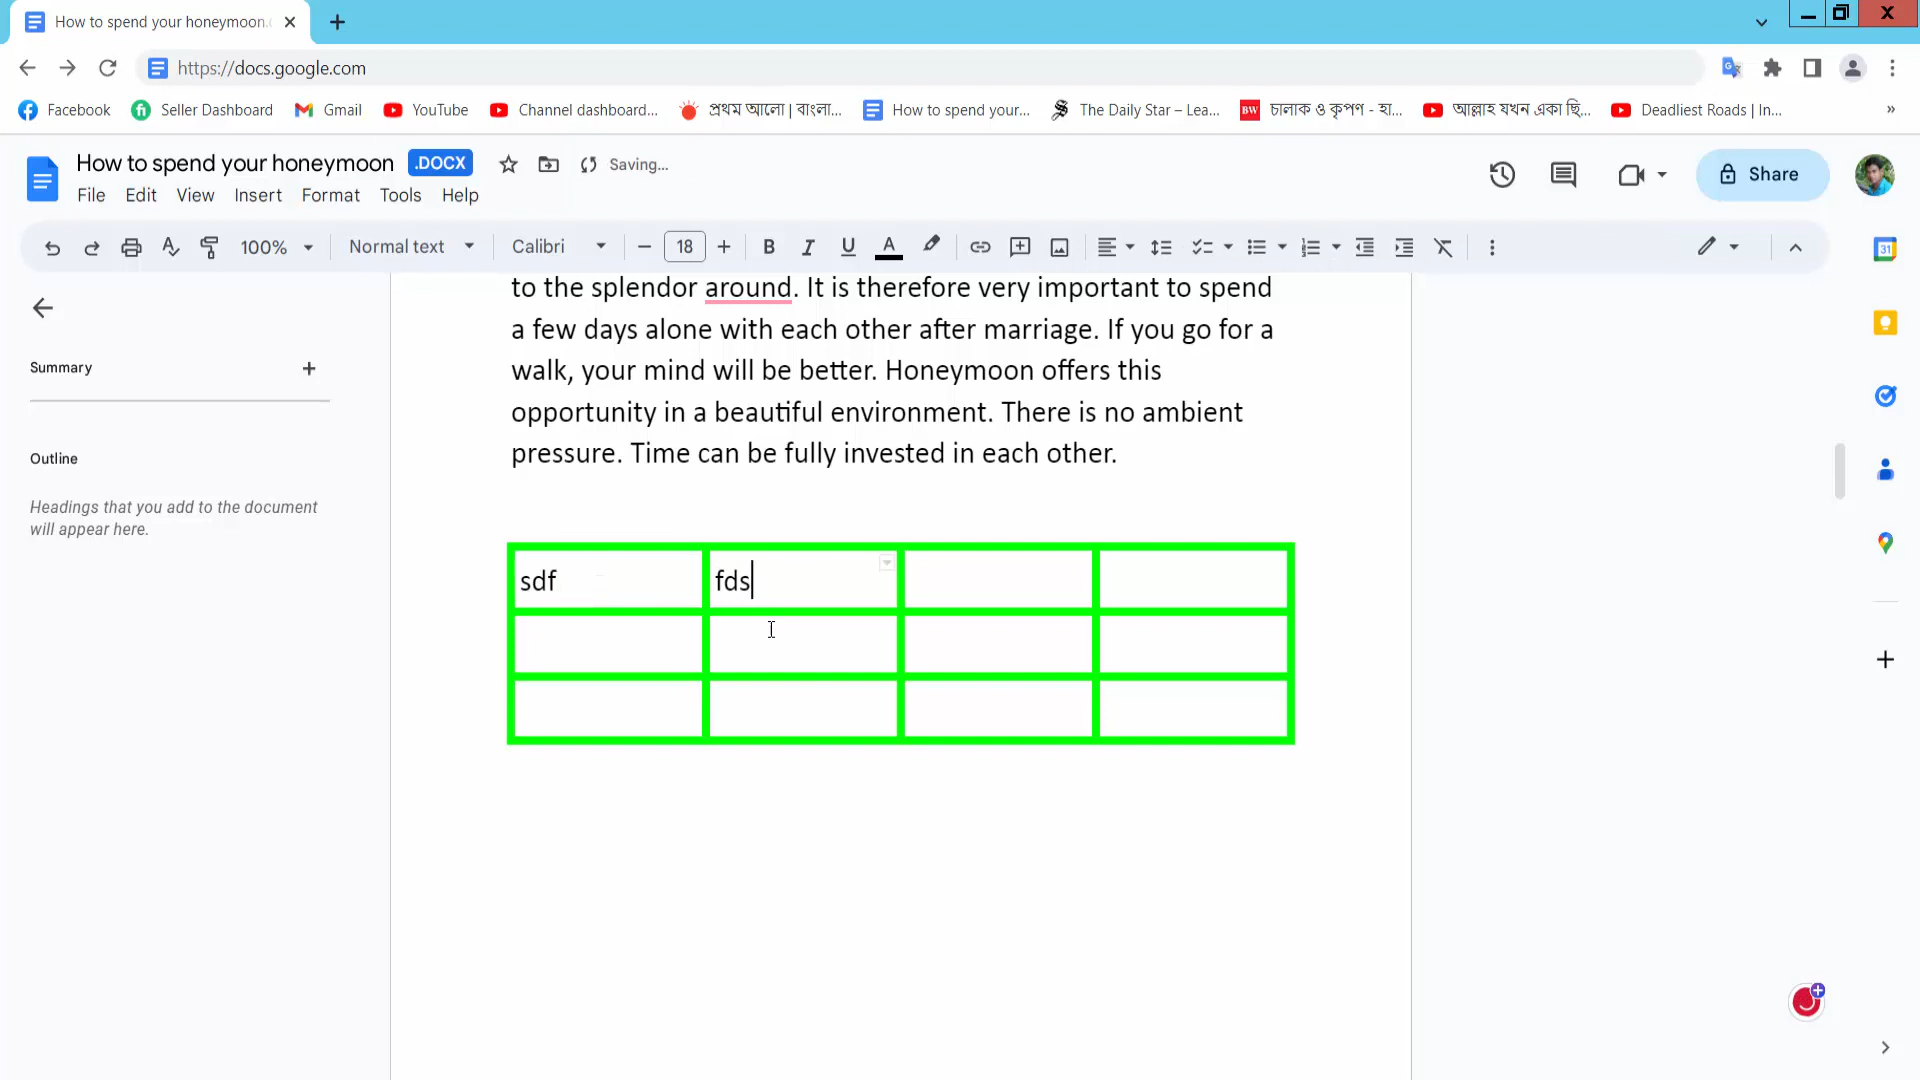 How to spend your honeymoon.
https://docs.google.com
Facebook Seller Dashboard Gmail YouTube Channel dashboard... প্রথম আলো | বাংলা... How to spend your... The Daily Star – Lea... BW চালাক ও কৃপণ - হা... আল্লাহ যখন একা ছি... Deadliest Roads | In... »
How to spend your honeymoon .DOCX Saving... Share
File Edit View Insert Format Tools Help
100% Normal text Calibri − 18 + B I U A
31
to the splendor around. It is therefore very important to spend
a few days alone with each other after marriage. If you go for a
walk, your mind will be better. Honeymoon offers this
opportunity in a beautiful environment. There is no ambient
pressure. Time can be fully invested in each other.
Summary +
Outline
Headings that you add to the document
will appear here.
sdf fds